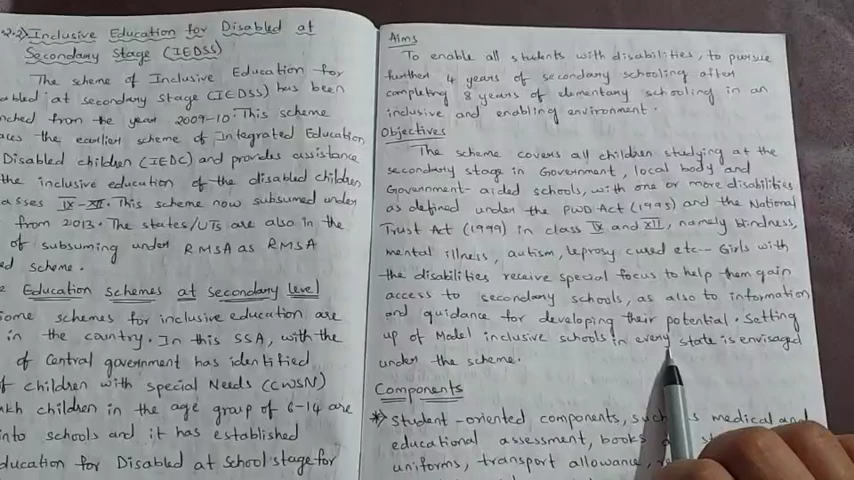 2.2) Inclusive Education for Disabled at
Secondary Stage (IEDSS)
The scheme of Inclusive Education for
abled at secondary stage (IEDSS) has been
nched from the year 2009-10. This scheme
aces the earlier scheme of Integrated Education
Disabled children (IEDC) and provides assistance
the inclusive education of the disabled children
asses IX-XII. This scheme now subsumed under
from 2013. The states/UTs are also in the
of subsuming under RMSA as RMSA
ed scheme.
Education schemes at secondary level
ome schemes for inclusive education are
in the country. In this SSA, with the
of Central government has identified
f children with special Needs (CWSN)
akh children in the age group of 6-14 are
into schools and it has established
ducation for Disabled at School stage for
Aims
To enable all students with disabilities, to pursue
further 4 years of secondary schooling after
completing 8 years of elementary schooling in an
inclusive and enabling environment.
Objectives
The scheme covers all children studying at the
secondary stage in Government, local body and
Government-aided schools, with one or more disabilities
as defined under the PWD Act (1995) and the National
Trust Act (1999) in class IX and XII, namely blindness,
mental illness, autism, leprosy cured etc-- Girls with
the disabilities receive special focus to help them gain
access to secondary schools, as also to information
and guidance for developing their potential. Setting
up of Model inclusive schools in every state is envisaged
under the scheme.
Components
* Student-oriented components, such as medical and
educational assessment, books
uniforms, transport allowance,